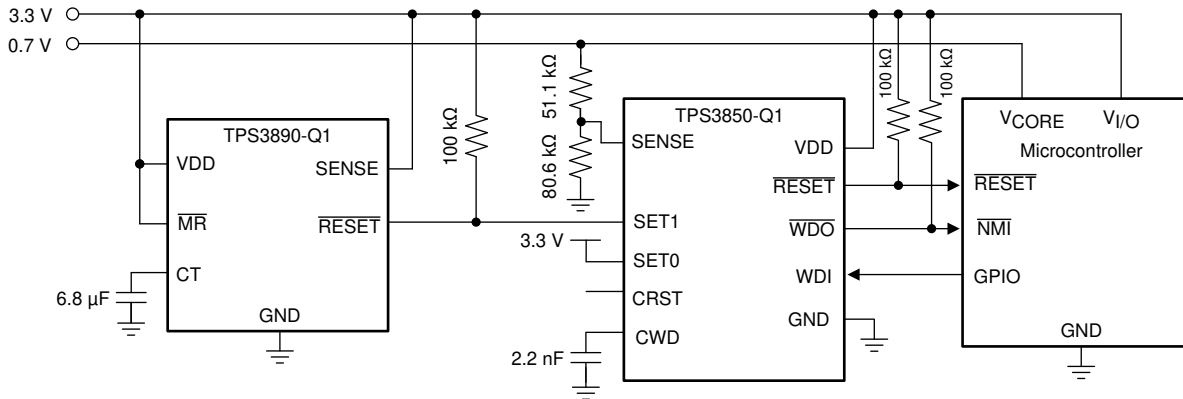 3.3 V
0.7 V
TPS3890-Q1
VDD
SENSE
MR
RESET
CT
GND
6.8 µF
100 kΩ
51.1 kΩ
80.6 kΩ
TPS3850-Q1
SENSE
VDD
RESET
SET1
WDO
3.3 V
SET0
WDI
CRST
GND
CWD
2.2 nF
100 kΩ
100 kΩ
VCORE
VI/O
Microcontroller
RESET
NMI
GPIO
GND